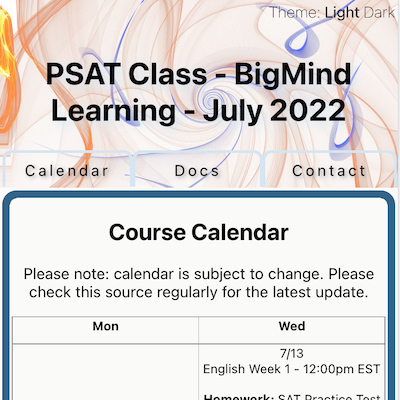 Theme: Light Dark
PSAT Class - BigMind
Learning - July 2022
Calendar
Docs
Contact
Course Calendar
Please note: calendar is subject to change. Please
check this source regularly for the latest update.
Mon
Wed
7/13
English Week 1 - 12:00pm EST
Homework: SAT Practice Test